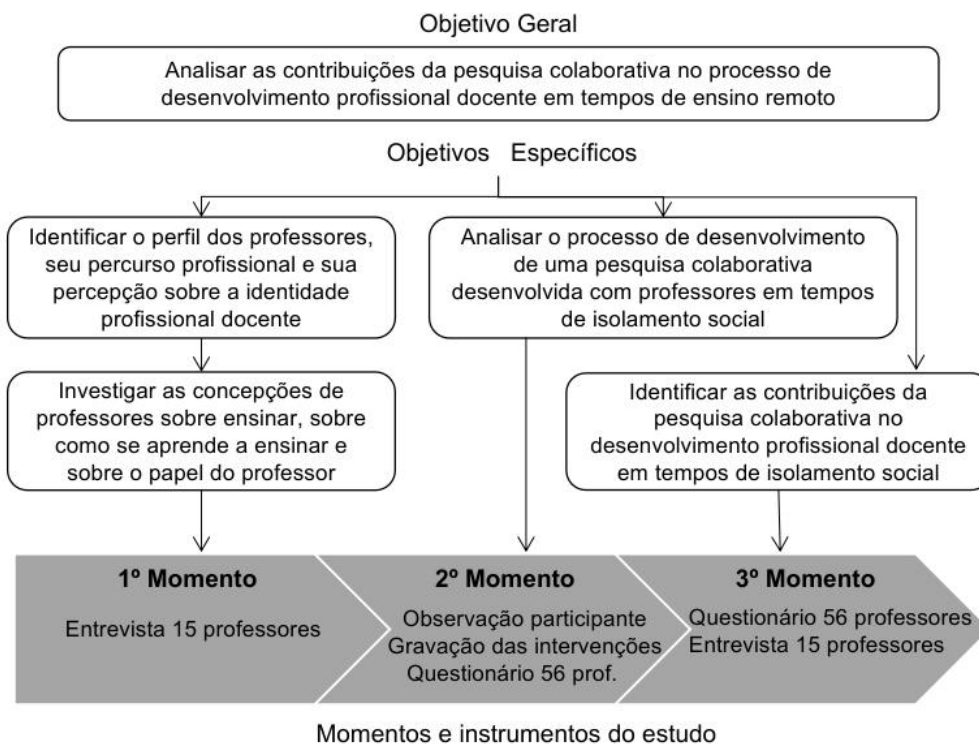 Objetivo Geral
Analisar as contribuições da pesquisa colaborativa no processo de
desenvolvimento profissional docente em tempos de ensino remoto
Objetivos Específicos
Identificar o perfil dos professores,
seu percurso profissional e sua
percepção sobre a identidade
profissional docente
Analisar o processo de desenvolvimento
de uma pesquisa colaborativa
desenvolvida com professores em tempos
de isolamento social
Investigar as concepções de
professores sobre ensinar, sobre
como se aprende a ensinar e
sobre o papel do professor
Identificar as contribuições da
pesquisa colaborativa no
desenvolvimento profissional docente
em tempos de isolamento social
1º Momento
Entrevista 15 professores
2º Momento
Observação participante
Gravação das intervenções
Questionário 56 prof.
3º Momento
Questionário 56 professores
Entrevista 15 professores
Momentos e instrumentos do estudo